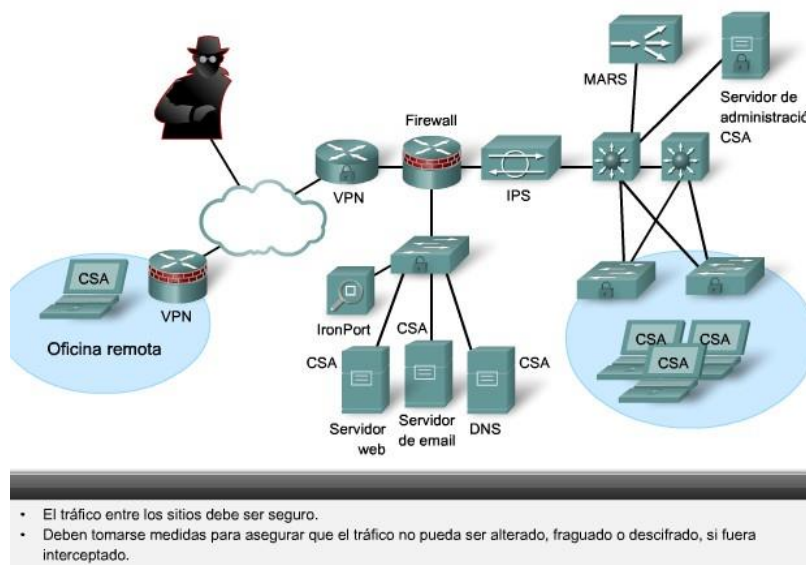 MARS
Servidor de
administració
CSA
Firewall
VPN
IPS
CSA
VPN
Oficina remota
IronPort
CSA
CSA
CSA
Servidor
web
Servidor
de email
DNS
CSA
CSA
CSA
• El tráfico entre los sitios debe ser seguro.
• Deben tomarse medidas para asegurar que el tráfico no pueda ser alterado, fraguado o descifrado, si fuera
interceptado.